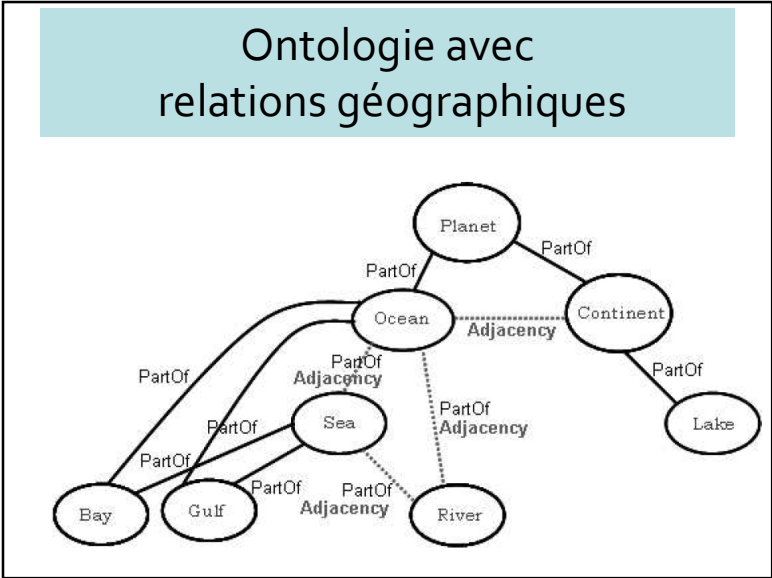 Ontologie avec
relations géographiques
Planet
PartOf
PartOf
Ocean
Continent
Adjacency
PartOf
Adjacency
PartOf
PartOf
PartOf
Adjacency
Sea
Lake
PartOf
PartOf
PartOf
PartOf
Adjacency
Bay
Gulf
River